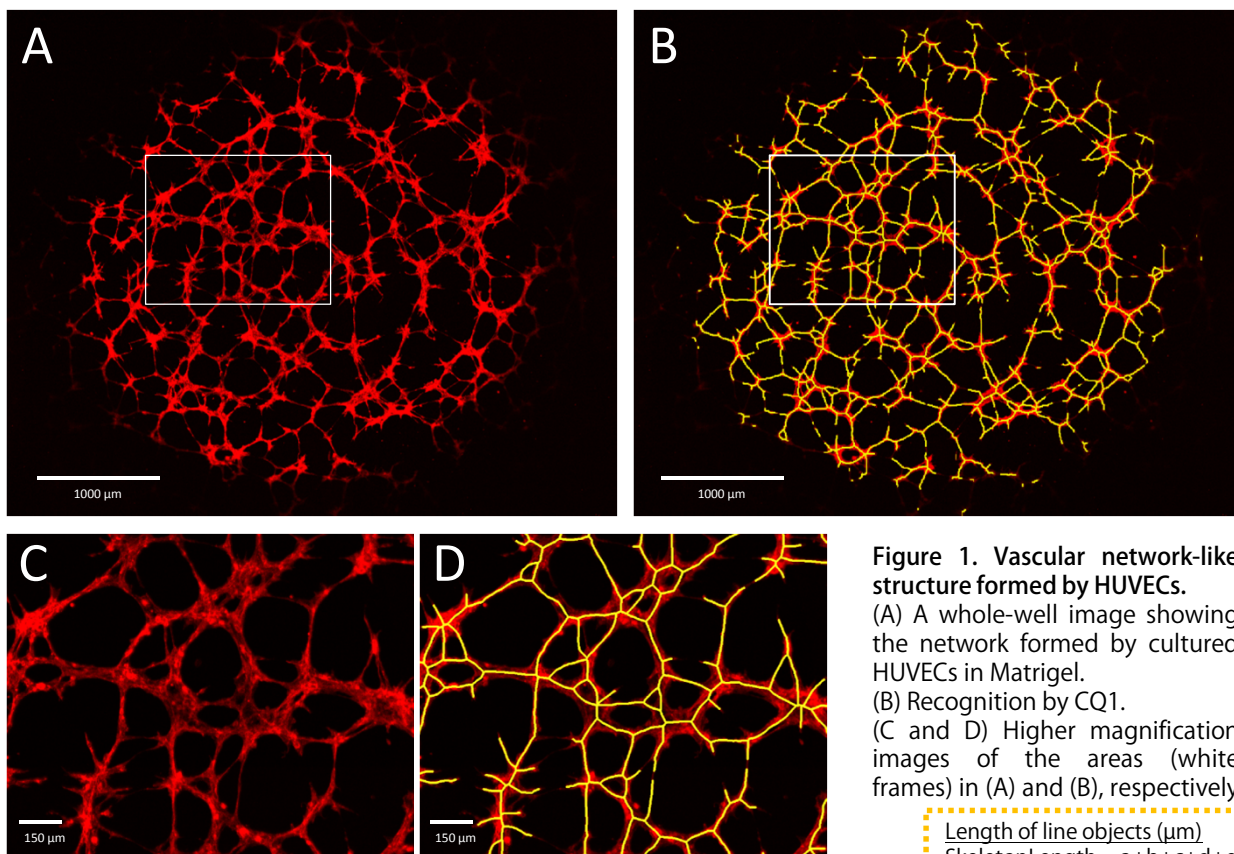 A
B
1000 µm
1000 µm
C
D
150 µm
150 µm
Figure 1. Vascular network-like
structure formed by HUVECs.
(A) A whole-well image showing
the network formed by cultured
HUVECs in Matrigel.
(B) Recognition by CQ1.
(C and D) Higher magnification
images of the areas (white
frames) in (A) and (B), respectively
Length of line objects (µm)